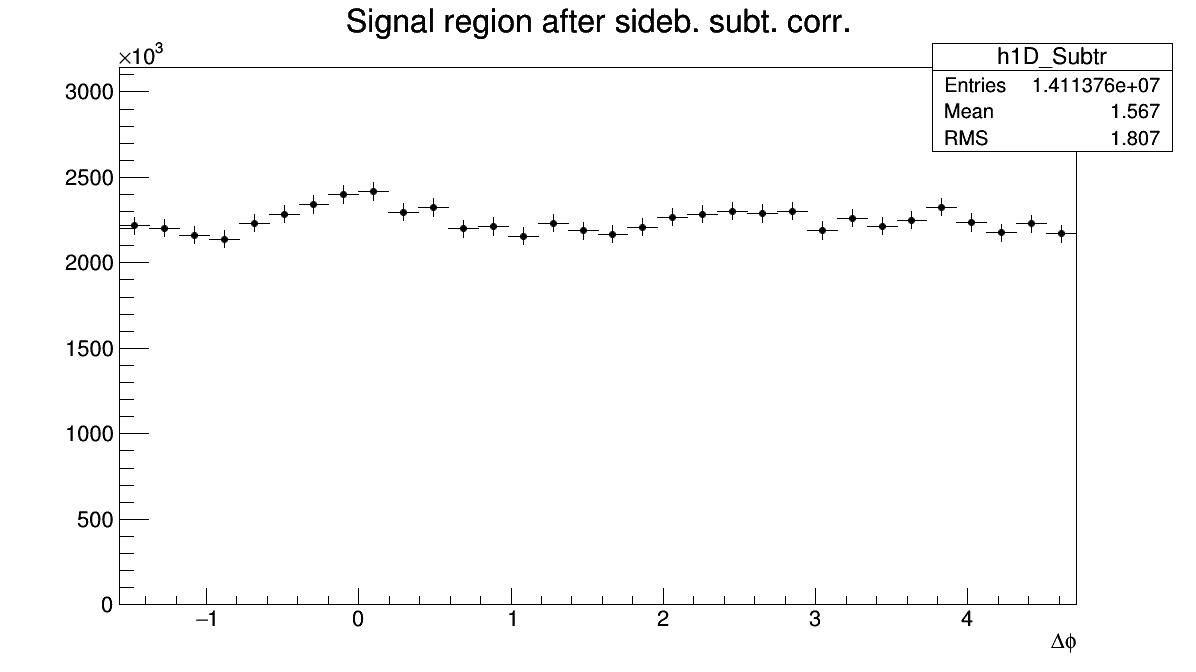 Signal region after sideb. subt. corr.
×10³
h1D_Subtr
Entries 1.411376e+07
Mean 1.567
RMS 1.807
3000
2500
2000
1500
1000
500
0
−1 0 1 2 3 4
Δϕ